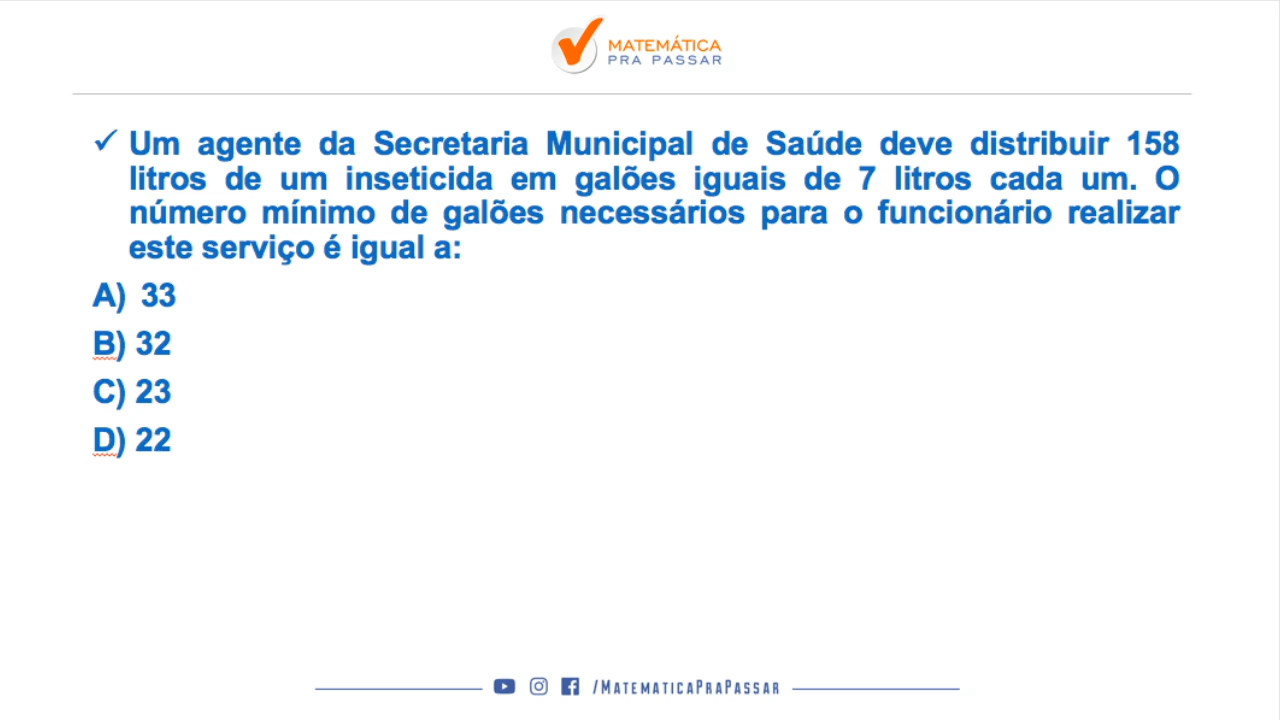 MATEMÁTICA
PRA PASSAR
✓ Um agente da Secretaria Municipal de Saúde deve distribuir 158
litros de um inseticida em galões iguais de 7 litros cada um. O
número mínimo de galões necessários para o funcionário realizar
este serviço é igual a:
A) 33
B) 32
C) 23
D) 22
/MATEMATICAPRAPASSAR